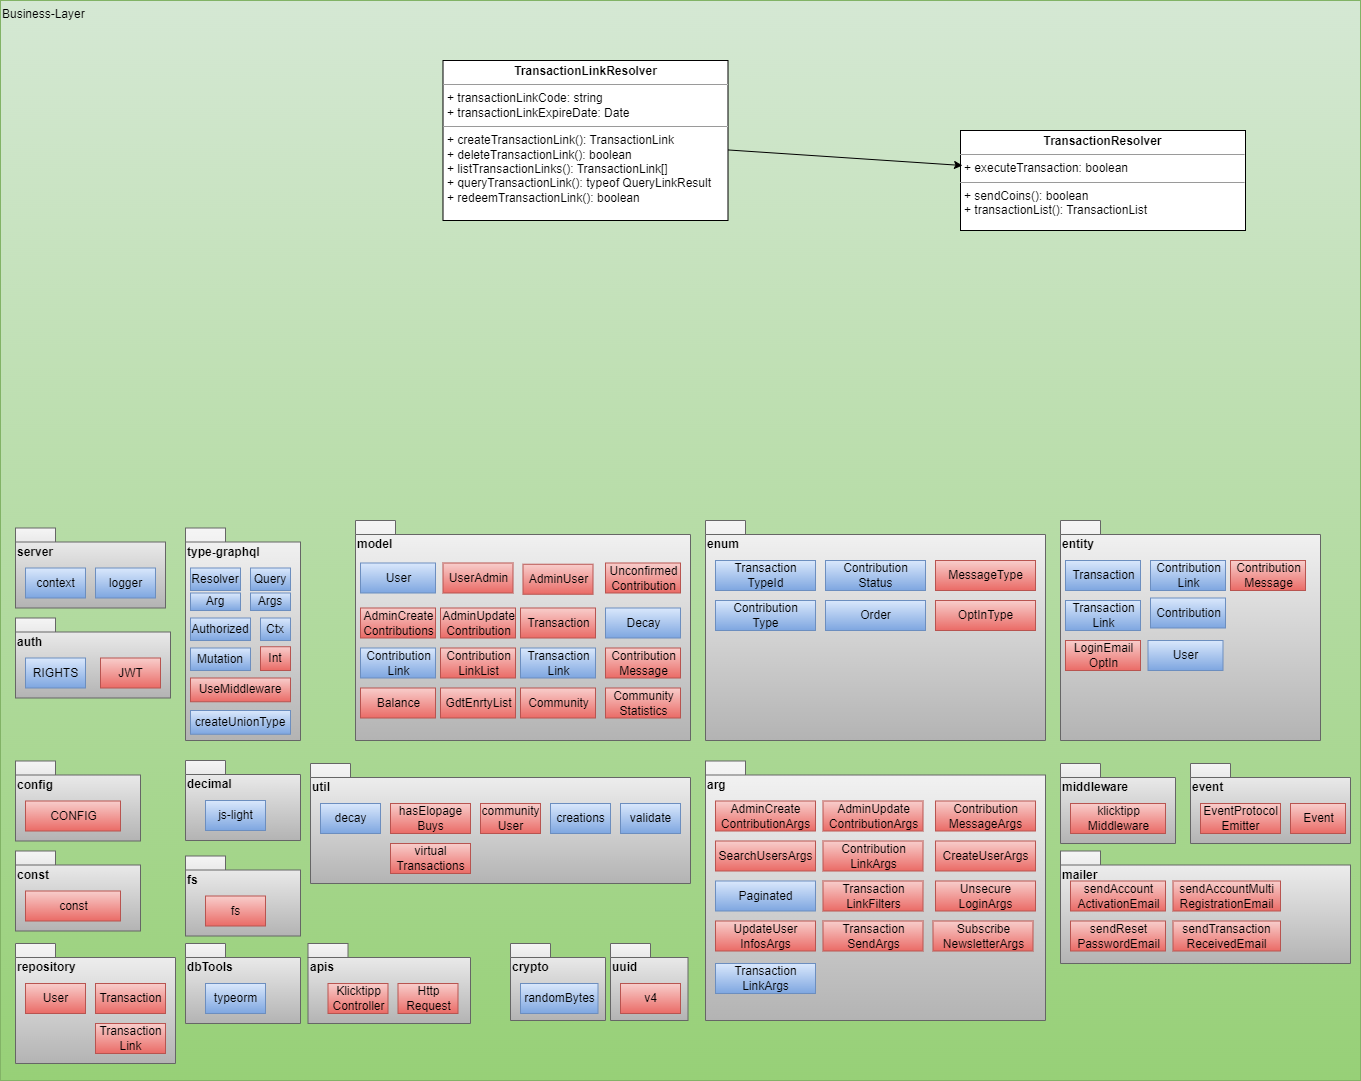 Business-Layer
TransactionLinkResolver
+ transactionLinkCode: string
+ transactionLinkExpireDate: Date
+ createTransactionLink(): TransactionLink
+ deleteTransactionLink(): boolean
+ listTransactionLinks(): TransactionLink[]
+ queryTransactionLink(): typeof QueryLinkResult
+ redeemTransactionLink(): boolean
TransactionResolver
+ executeTransaction: boolean
+ sendCoins(): boolean
+ transactionList(): TransactionList
server
context
logger
auth
RIGHTS
JWT
type-graphql
Resolver
Query
Arg
Args
Authorized
Ctx
Mutation
Int
UseMiddleware
createUnionType
model
User
UserAdmin
AdminUser
Unconfirmed
Contribution
AdminCreate
Contributions
AdminUpdate
Contribution
Transaction
Decay
Contribution
Link
Contribution
LinkList
Transaction
Link
Contribution
Message
Balance
GdtEnrtyList
Community
Community
Statistics
enum
Transaction
TypeId
Contribution
Status
MessageType
Contribution
Type
Order
OptInType
entity
Transaction
Contribution
Link
Contribution
Message
Transaction
Link
Contribution
LoginEmail
OptIn
User
config
CONFIG
decimal
js-light
util
decay
hasElopage
Buys
community
User
creations
validate
virtual
Transactions
arg
AdminCreate
ContributionArgs
AdminUpdate
ContributionArgs
Contribution
MessageArgs
SearchUsersArgs
Contribution
LinkArgs
CreateUserArgs
Paginated
Transaction
LinkFilters
Unsecure
LoginArgs
UpdateUser
InfosArgs
Transaction
SendArgs
Subscribe
NewsletterArgs
Transaction
LinkArgs
middleware
klicktipp
Middleware
event
EventProtocol
Emitter
Event
const
const
fs
fs
mailer
sendAccount
ActivationEmail
sendAccountMulti
RegistrationEmail
sendReset
PasswordEmail
sendTransaction
ReceivedEmail
repository
User
Transaction
Transaction
Link
dbTools
typeorm
apis
Klicktipp
Controller
Http
Request
crypto
randomBytes
uuid
v4